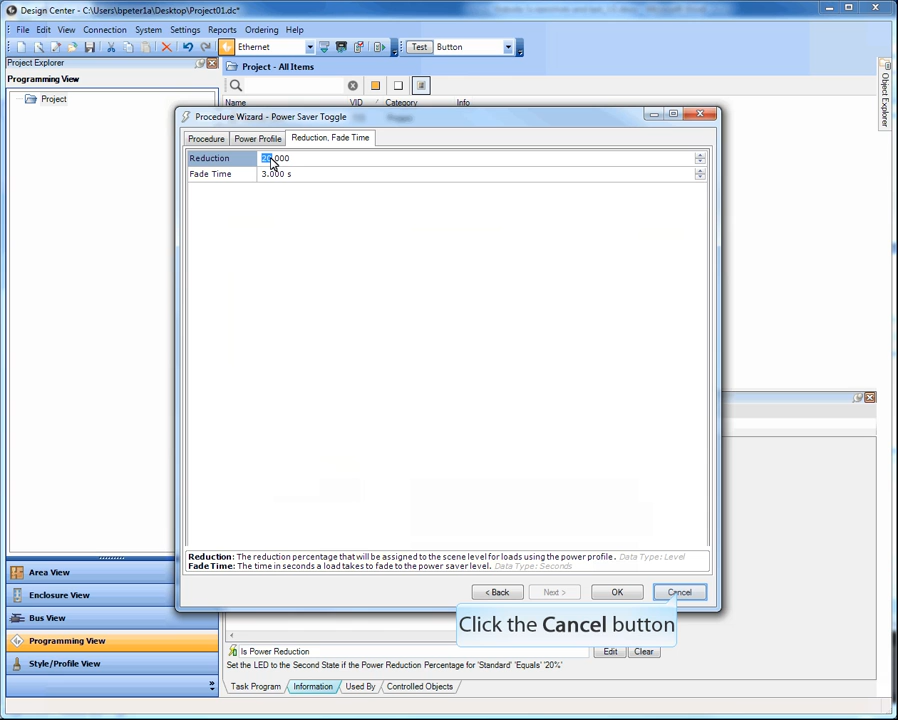 Design Center - C:\Users\bpeter1a\Desktop\Project01.dc*
File Edit View Connection System Settings Reports Ordering Help
Ethernet Test Button
Project Explorer
Programming View
Project
Project - All Items
Name VID Category Info
Object Explorer
Procedure Wizard - Power Saver Toggle
Procedure Power Profile Reduction, Fade Time
Reduction 20.000
Fade Time 3.000 s
Reduction: The reduction percentage that will be assigned to the scene level for loads using the power profile. Data Type: Level
Fade Time: The time in seconds a load takes to fade to the power saver level. Data Type: Seconds
< Back Next > OK Cancel
Click the Cancel button
Area View
Enclosure View
Bus View
Programming View
Style/Profile View
Is Power Reduction Edit Clear
Set the LED to the Second State if the Power Reduction Percentage for 'Standard' 'Equals' '20%'
Task Program Information Used By Controlled Objects